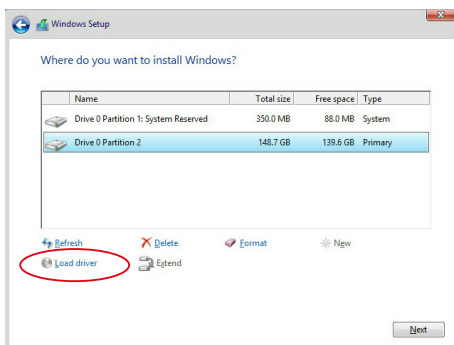 Windows Setup
Where do you want to install Windows?
Name Total size Free space Type
Drive 0 Partition 1: System Reserved 350.0 MB 88.0 MB System
Drive 0 Partition 2 148.7 GB 139.6 GB Primary
Refresh Delete Format New
Load driver Extend
Next